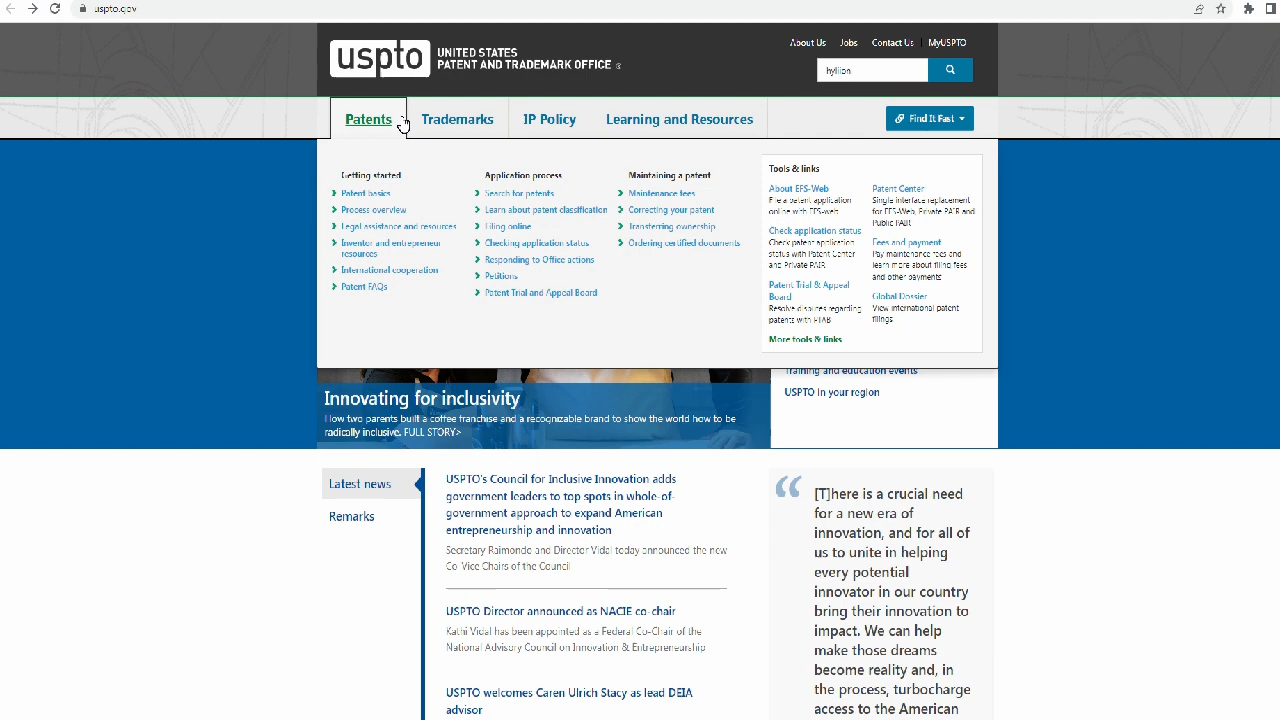 uspto.gov
About Us Jobs Contact Us MyUSPTO
uspto UNITED STATES
PATENT AND TRADEMARK OFFICE ®
hyliion
Patents Trademarks IP Policy Learning and Resources Find It Fast
Getting started
Patent basics
Process overview
Legal assistance and resources
Inventor and entrepreneur
resources
International cooperation
Patent FAQs
Application process
Search for patents
Learn about patent classification
Filing online
Checking application status
Responding to Office actions
Petitions
Patent Trial and Appeal Board
Maintaining a patent
Maintenance fees
Correcting your patent
Transferring ownership
Ordering certified documents
Tools & links
About EFS-Web
File a patent application
online with EFS-web
Check application status
Check patent application
status with Patent Center
and Private PAIR
Patent Trial & Appeal
Board
Resolve disputes regarding
patents with PTAB
More tools & links
Patent Center
Single interface replacement
for EFS-Web, Private PAIR and
Public PAIR
Fees and payment
Pay maintenance fees and
learn more about filing fees
and other payments
Global Dossier
View international patent
filings
Training and education events
USPTO in your region
Innovating for inclusivity
How two parents built a coffee franchise and a recognizable brand to show the world how to be
radically inclusive. FULL STORY>
Latest news
Remarks
USPTO's Council for Inclusive Innovation adds
government leaders to top spots in whole-of-
government approach to expand American
entrepreneurship and innovation
Secretary Raimondo and Director Vidal today announced the new
Co-Vice Chairs of the Council
USPTO Director announced as NACIE co-chair
Kathi Vidal has been appointed as a Federal Co-Chair of the
National Advisory Council on Innovation & Entrepreneurship
USPTO welcomes Caren Ulrich Stacy as lead DEIA
advisor
“ [T]here is a crucial need
for a new era of
innovation, and for all of
us to unite in helping
every potential
innovator in our country
bring their innovation to
impact. We can help
make those dreams
become reality and, in
the process, turbocharge
access to the American